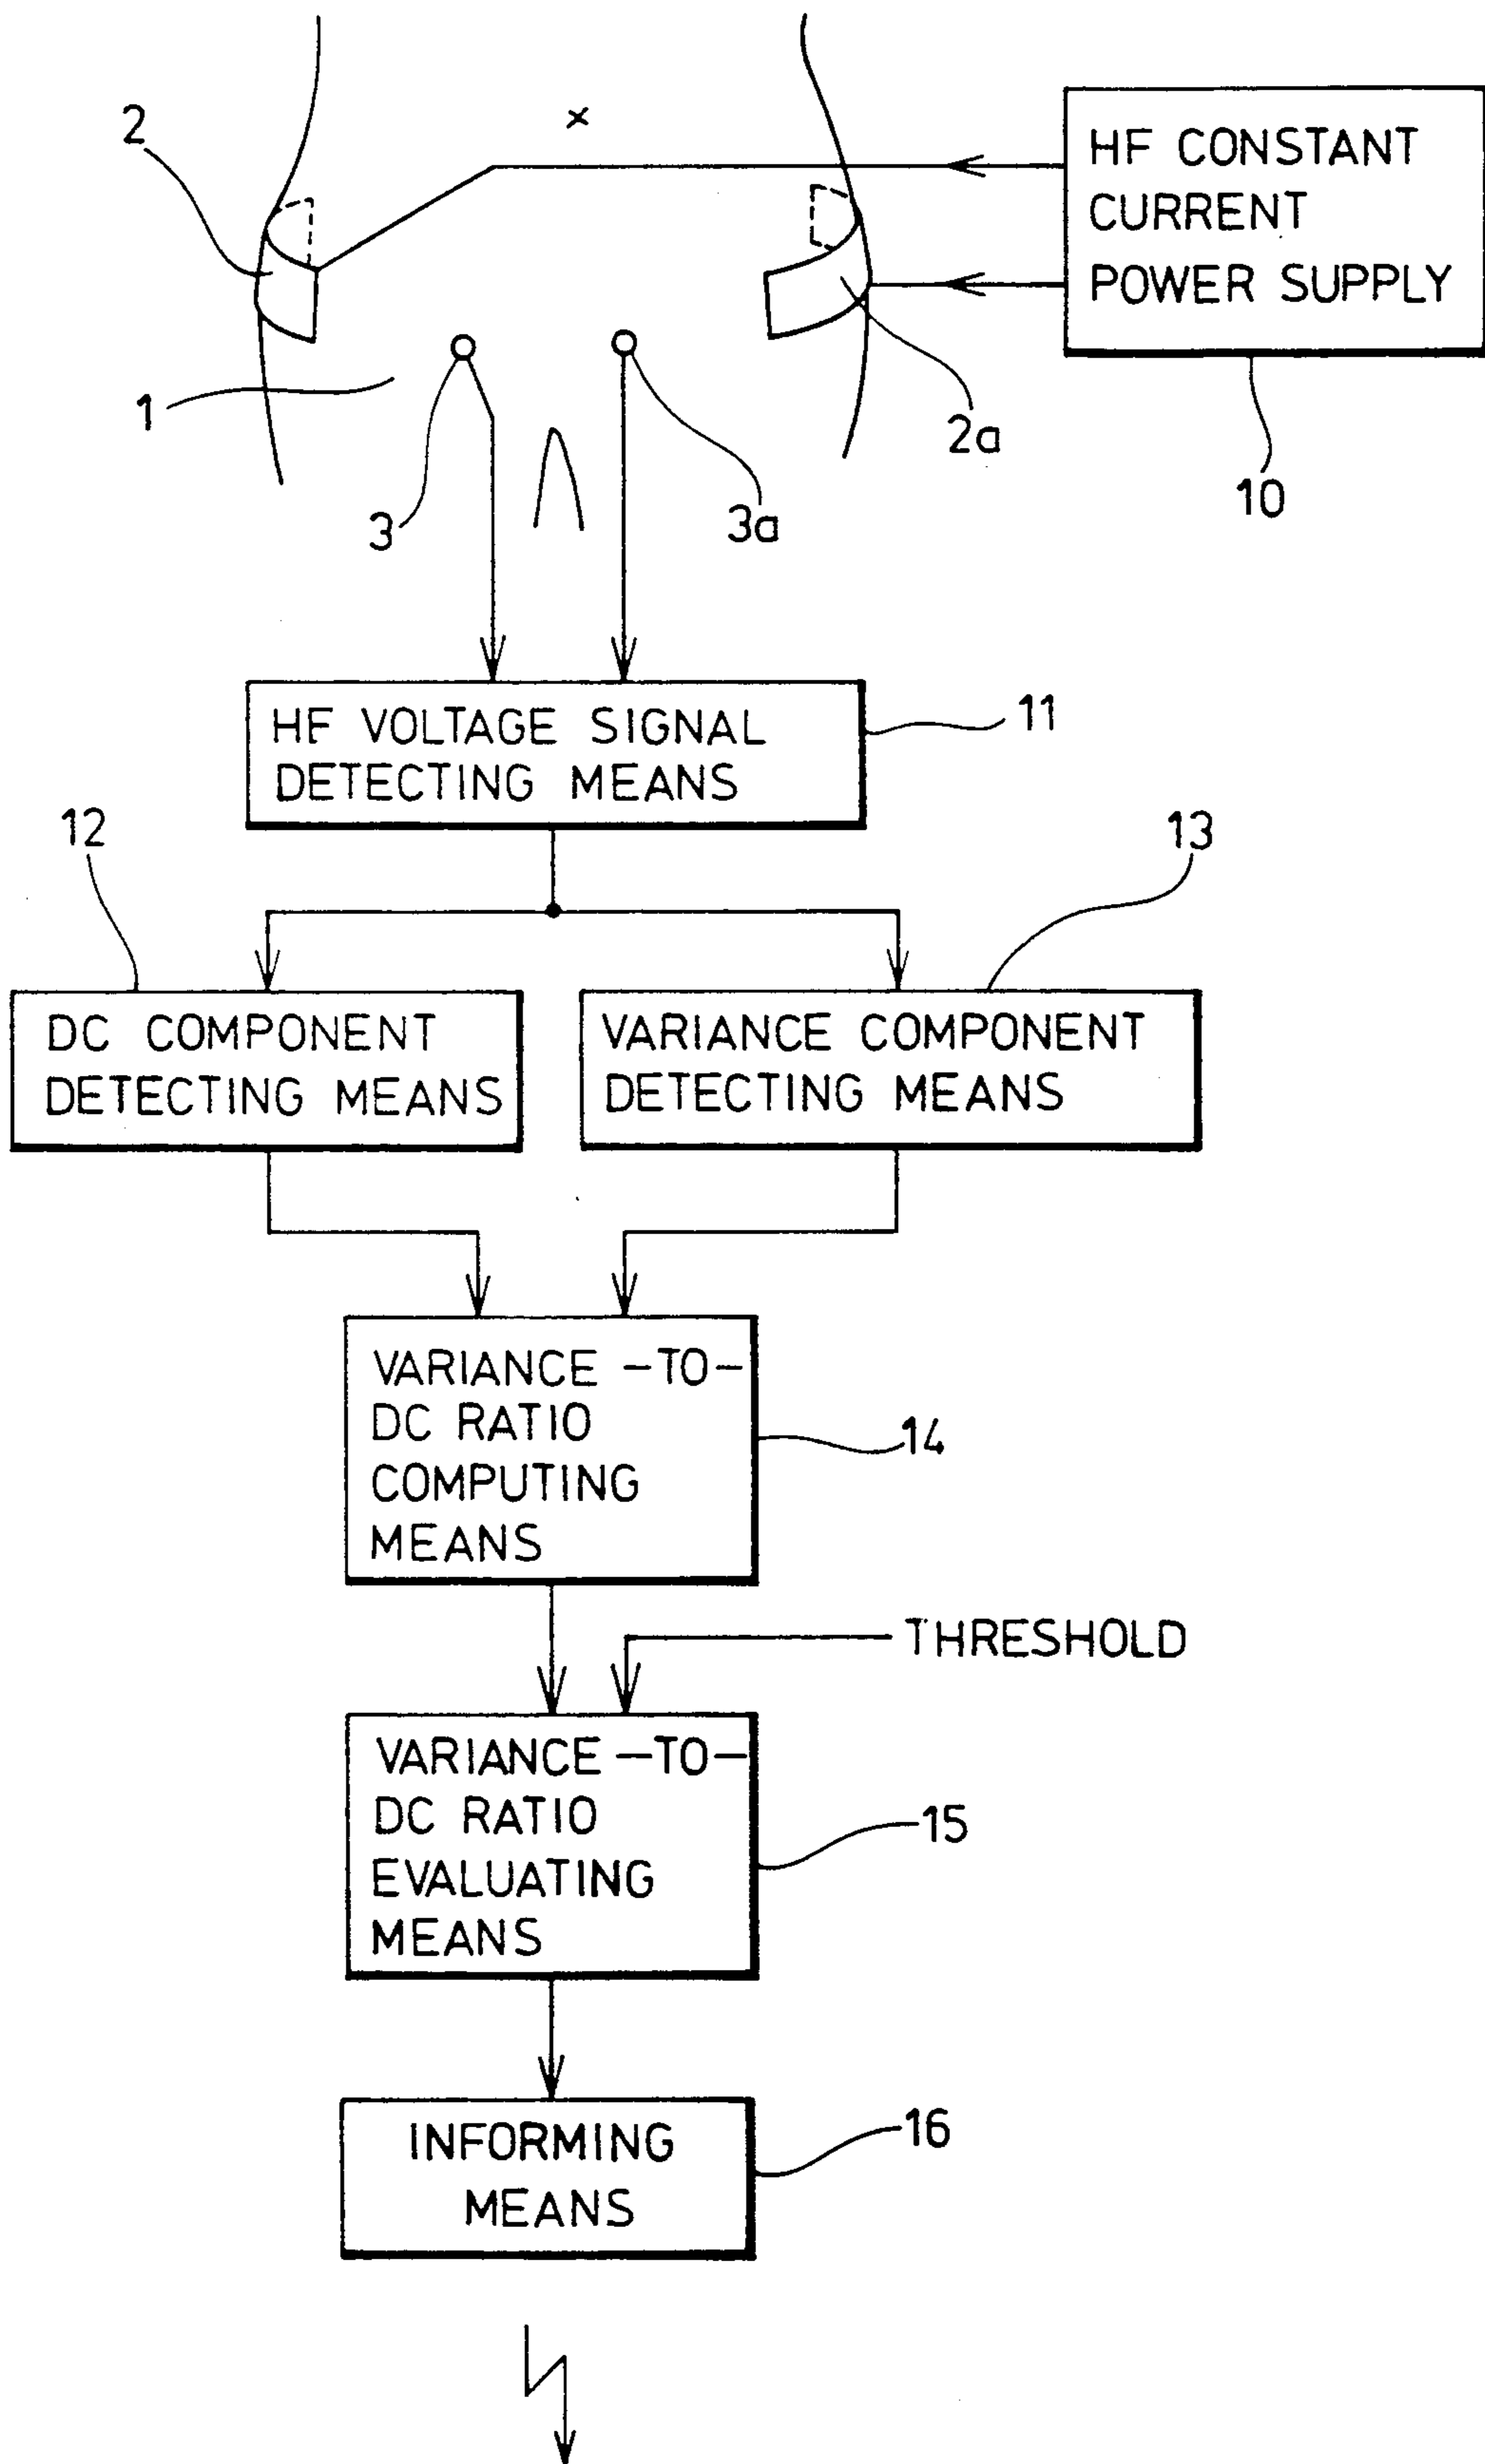 2
HF CONSTANT
CURRENT
POWER SUPPLY
1
2a
10
3
3a
HF VOLTAGE SIGNAL
DETECTING MEANS
11
12
13
DC COMPONENT
DETECTING MEANS
VARIANCE COMPONENT
DETECTING MEANS
VARIANCE -TO-
DC RATIO
COMPUTING
MEANS
14
THRESHOLD
VARIANCE -TO-
DC RATIO
EVALUATING
MEANS
15
INFORMING
MEANS
16